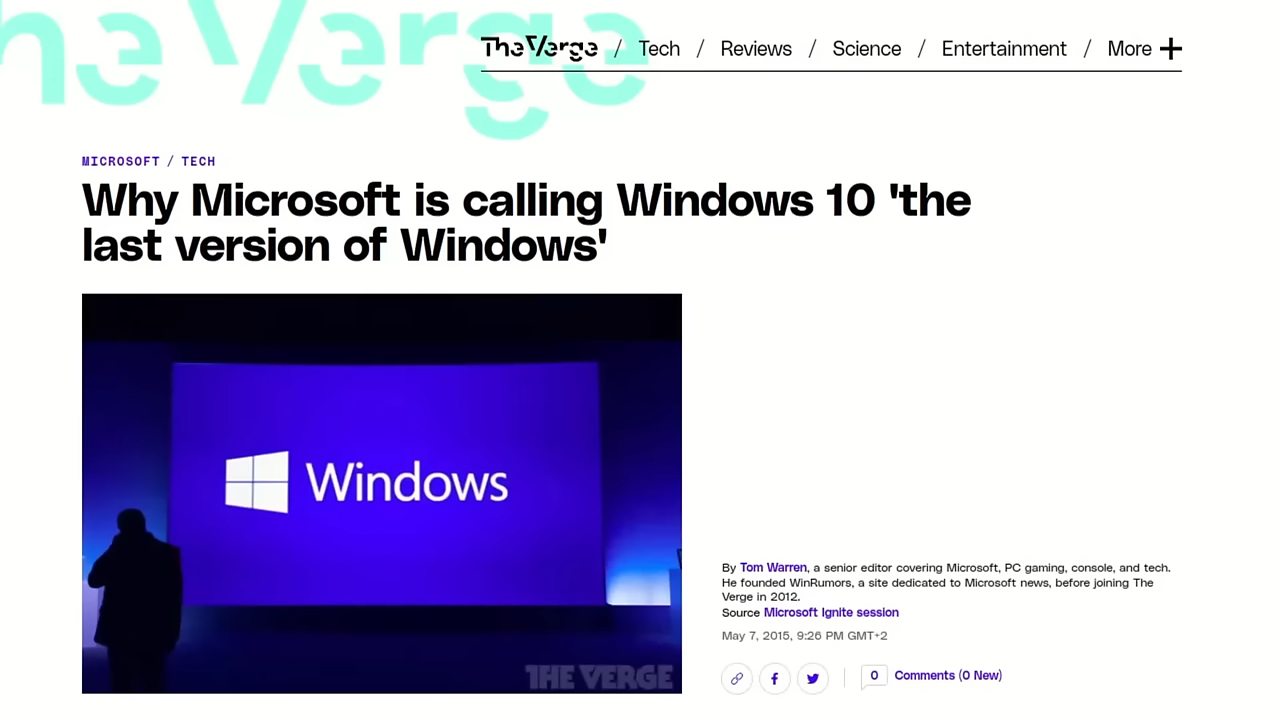 The Verge
The Verge / Tech / Reviews / Science / Entertainment / More +
MICROSOFT / TECH
Why Microsoft is calling Windows 10 'the
last version of Windows'
Windows
THE VERGE
By Tom Warren, a senior editor covering Microsoft, PC gaming, console, and tech.
He founded WinRumors, a site dedicated to Microsoft news, before joining The
Verge in 2012.
Source Microsoft Ignite session
May 7, 2015, 9:26 PM GMT+2
0 Comments (0 New)